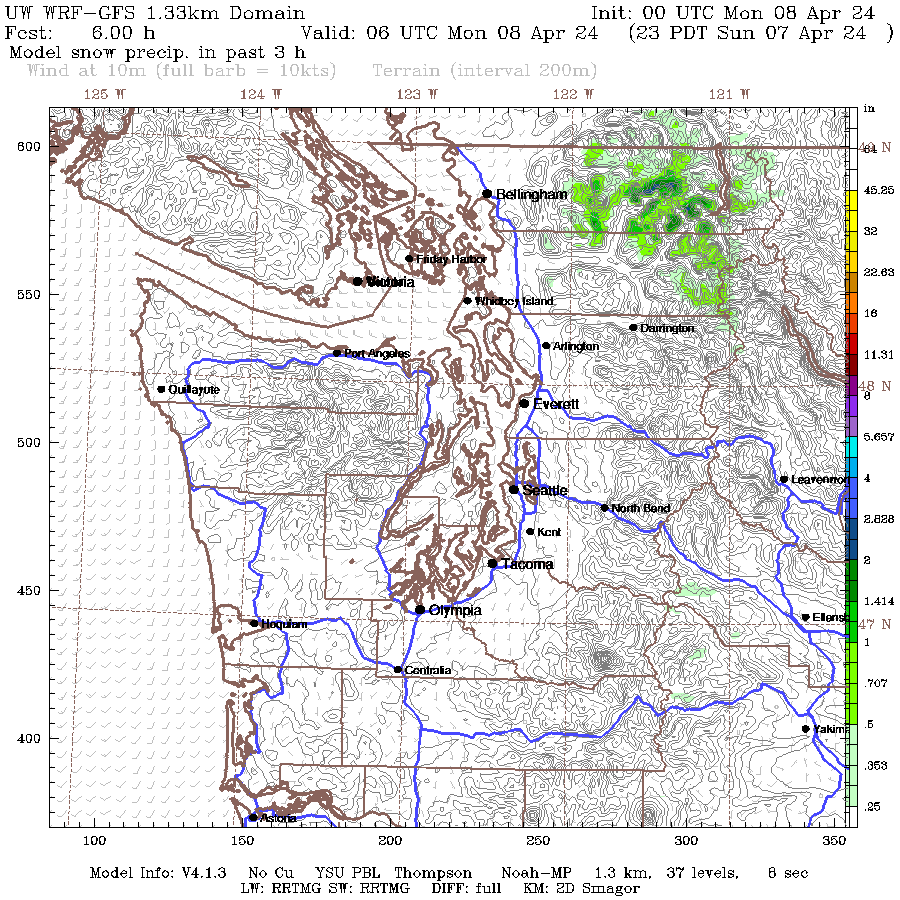 UW WRF-GFS 1.33km Domain Init: 00 UTC Mon 08 Apr 24
Fcst: 6.00 h Valid: 06 UTC Mon 08 Apr 24 (23 PDT Sun 07 Apr 24 )
Model snow precip. in past 3 h
Wind at 10m (full barb = 10kts) Terrain (interval 200m)
125 W 124 W 123 W 122 W 121 W
in
600
64
N
45.25
Bellingham
32
Friday Harbor
22.63
Victoria
550
Whidbey Island
16
Darrington
Arlington
11.31
Port Angeles
48 N
Quillayute
8
Everett
5.657
500
Leavenwor
4
Seattle
North Bend
2.828
Kent
2
Tacoma
450
1.414
Olympia
Ellens
Hoquiam
47 N
1
Centralia
.707
.5
400
Yakima
.353
.25
Astoria
100 150 200 250 300 350
Model Info: V4.1.3 No Cu YSU PBL Thompson Noah-MP 1.3 km, 37 levels, 8 sec
LW: RRTMG SW: RRTMG DIFF: full KM: 2D Smagor